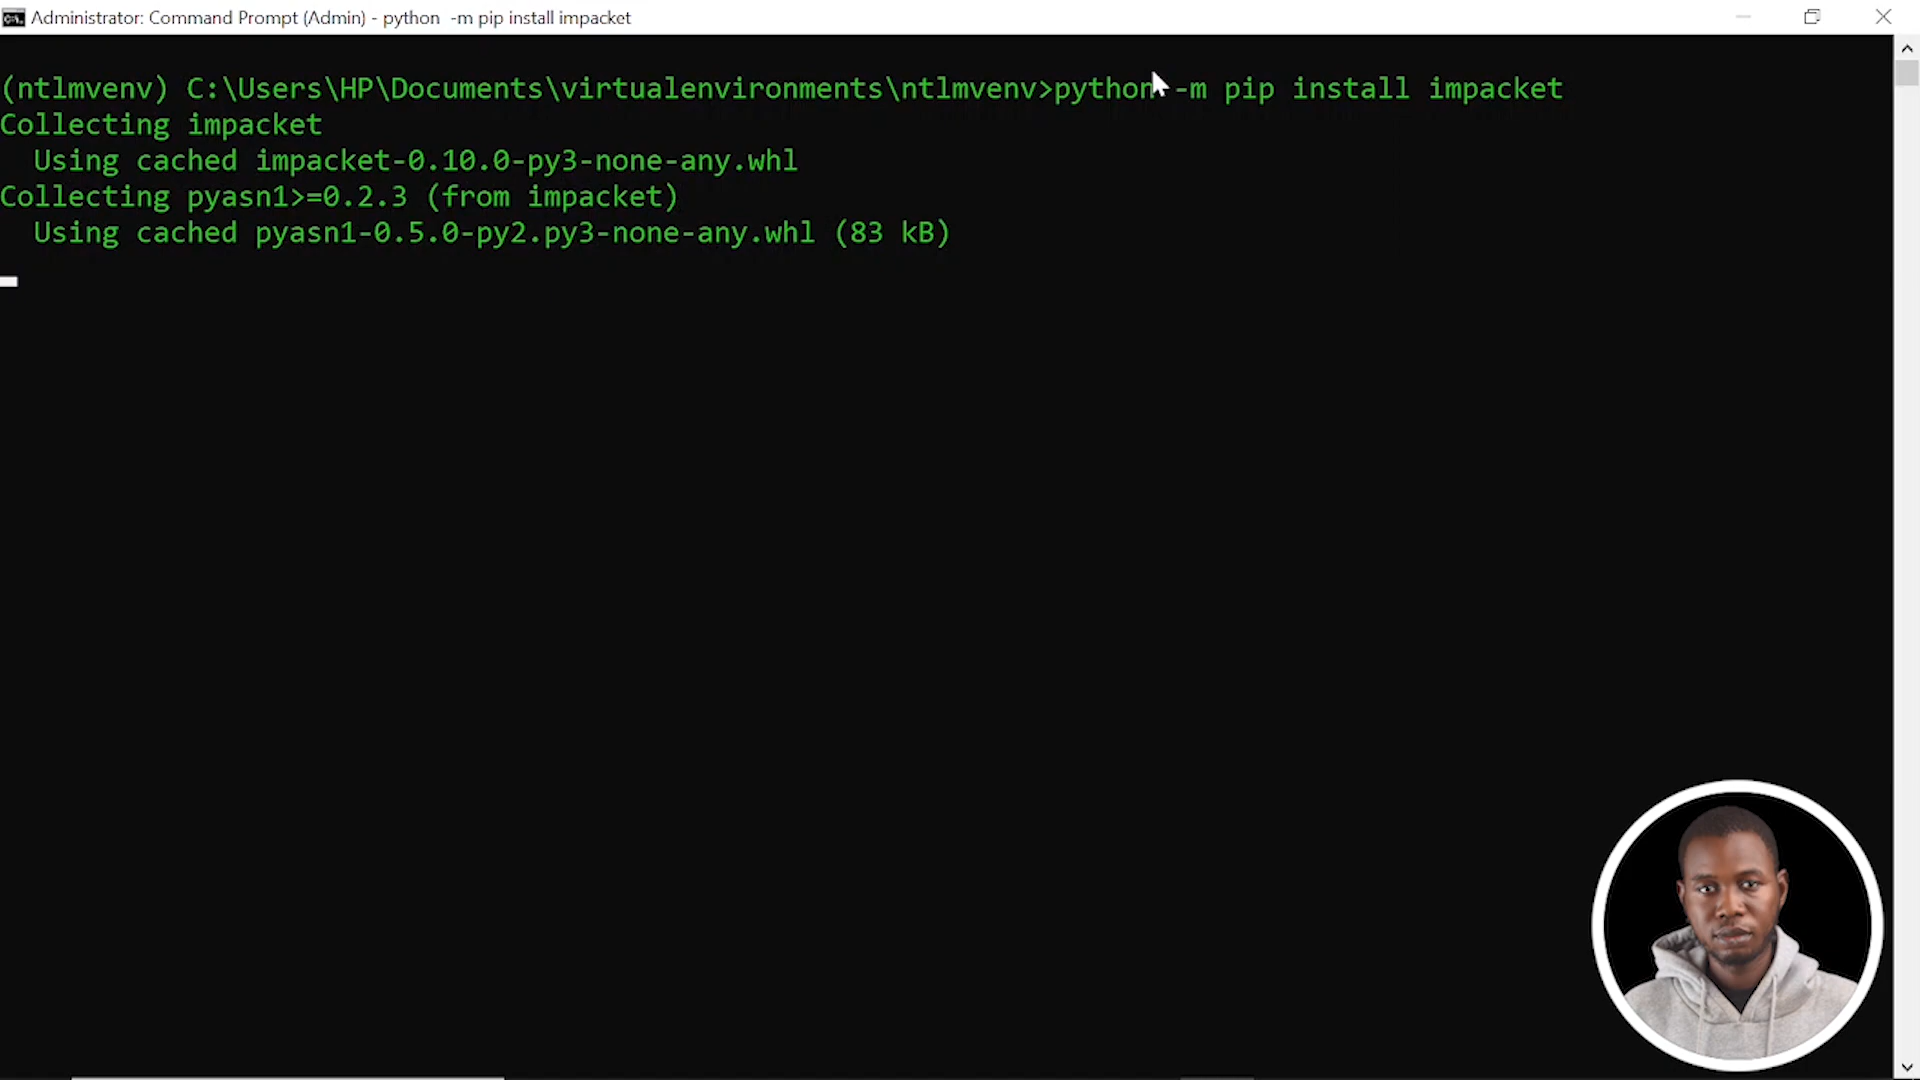 Administrator: Command Prompt (Admin) - python  -m pip install impacket
(ntlmvenv) C:\Users\HP\Documents\virtualenvironments\ntlmvenv>python -m pip install impacket
Collecting impacket
  Using cached impacket-0.10.0-py3-none-any.whl
Collecting pyasn1>=0.2.3 (from impacket)
  Using cached pyasn1-0.5.0-py2.py3-none-any.whl (83 kB)